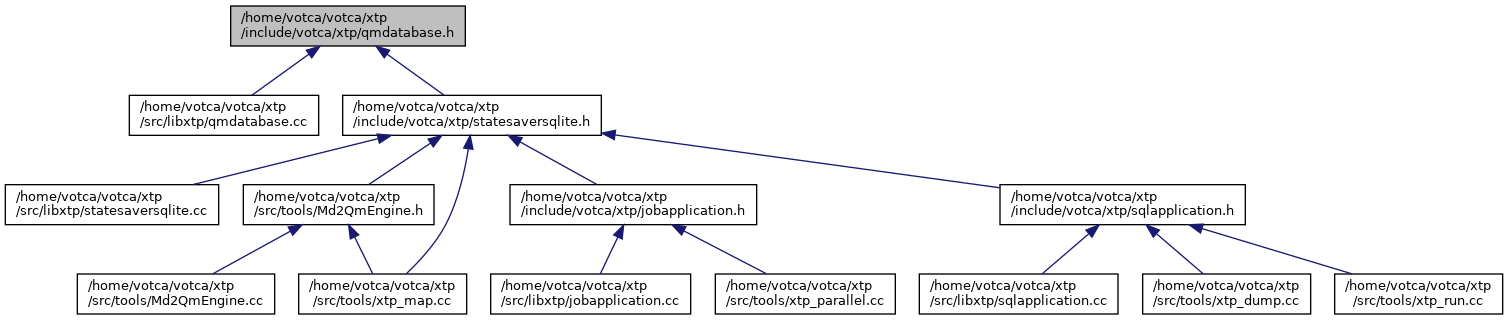 /home/votca/votca/xtp
/include/votca/xtp/qmdatabase.h
/home/votca/votca/xtp
/src/libxtp/qmdatabase.cc
/home/votca/votca/xtp
/include/votca/xtp/statesaversqlite.h
/home/votca/votca/xtp
/src/libxtp/statesaversqlite.cc
/home/votca/votca/xtp
/src/tools/Md2QmEngine.h
/home/votca/votca/xtp
/include/votca/xtp/jobapplication.h
/home/votca/votca/xtp
/include/votca/xtp/sqlapplication.h
/home/votca/votca/xtp
/src/tools/Md2QmEngine.cc
/home/votca/votca/xtp
/src/tools/xtp_map.cc
/home/votca/votca/xtp
/src/libxtp/jobapplication.cc
/home/votca/votca/xtp
/src/tools/xtp_parallel.cc
/home/votca/votca/xtp
/src/libxtp/sqlapplication.cc
/home/votca/votca/xtp
/src/tools/xtp_dump.cc
/home/votca/votca/xtp
/src/tools/xtp_run.cc